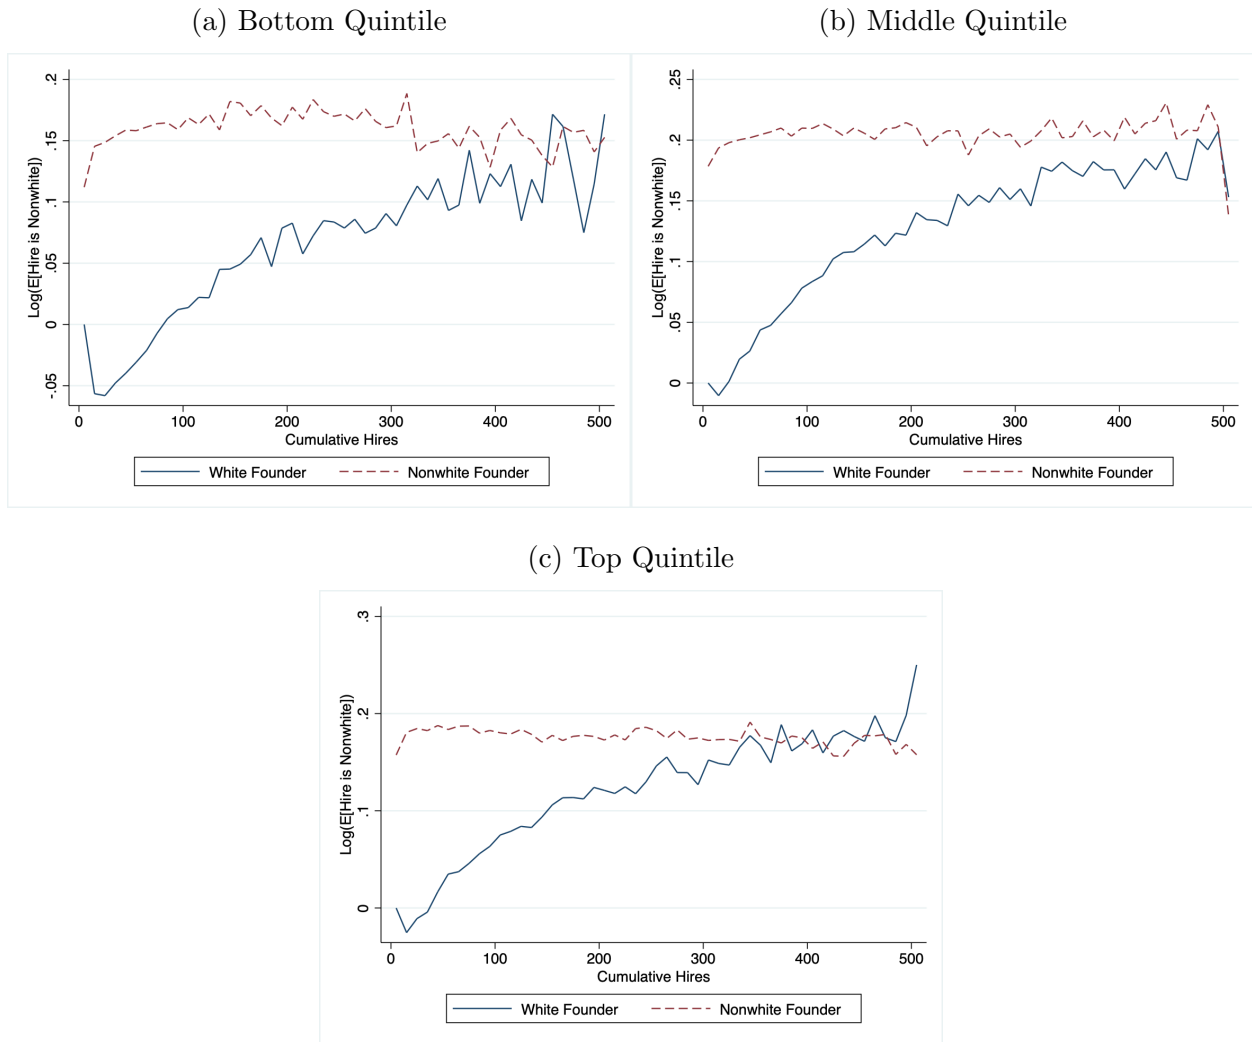 (a) Bottom Quintile
Log(E[Hire is Nonwhite])
.2
.15
.1
.05
0
-.05
0 100 200 300 400 500
Cumulative Hires
White Founder Nonwhite Founder
(b) Middle Quintile
Log(E[Hire is Nonwhite])
.25
.2
.15
.1
.05
0
0 100 200 300 400 500
Cumulative Hires
White Founder Nonwhite Founder
(c) Top Quintile
Log(E[Hire is Nonwhite])
.3
.2
.1
0
0 100 200 300 400 500
Cumulative Hires
White Founder Nonwhite Founder